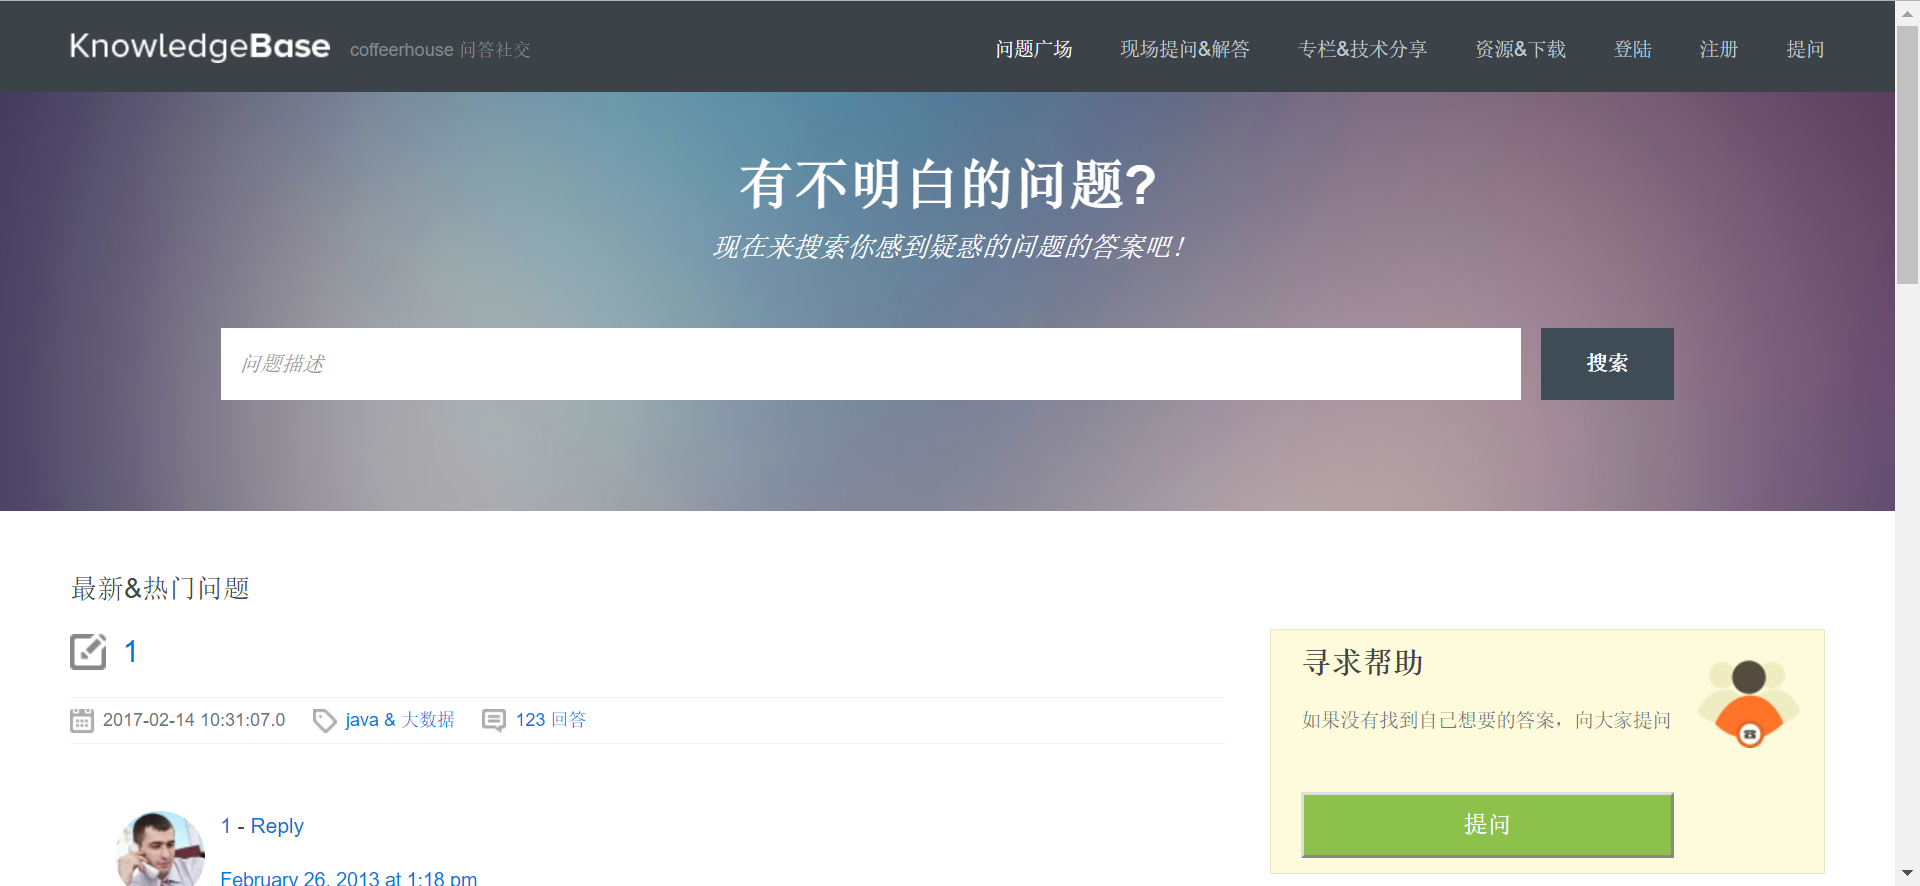 KnowledgeBase coffeerhouse 问答社交 问题广场 现场提问&解答 专栏&技术分享 资源&下载 登陆 注册 提问
有不明白的问题?
现在来搜索你感到疑惑的问题的答案吧！
问题描述 搜索
最新&热门问题
1
2017-02-14 10:31:07.0 java & 大数据 123 回答
1 - Reply
February 26, 2013 at 1:18 pm
寻求帮助
如果没有找到自己想要的答案，向大家提问
提问